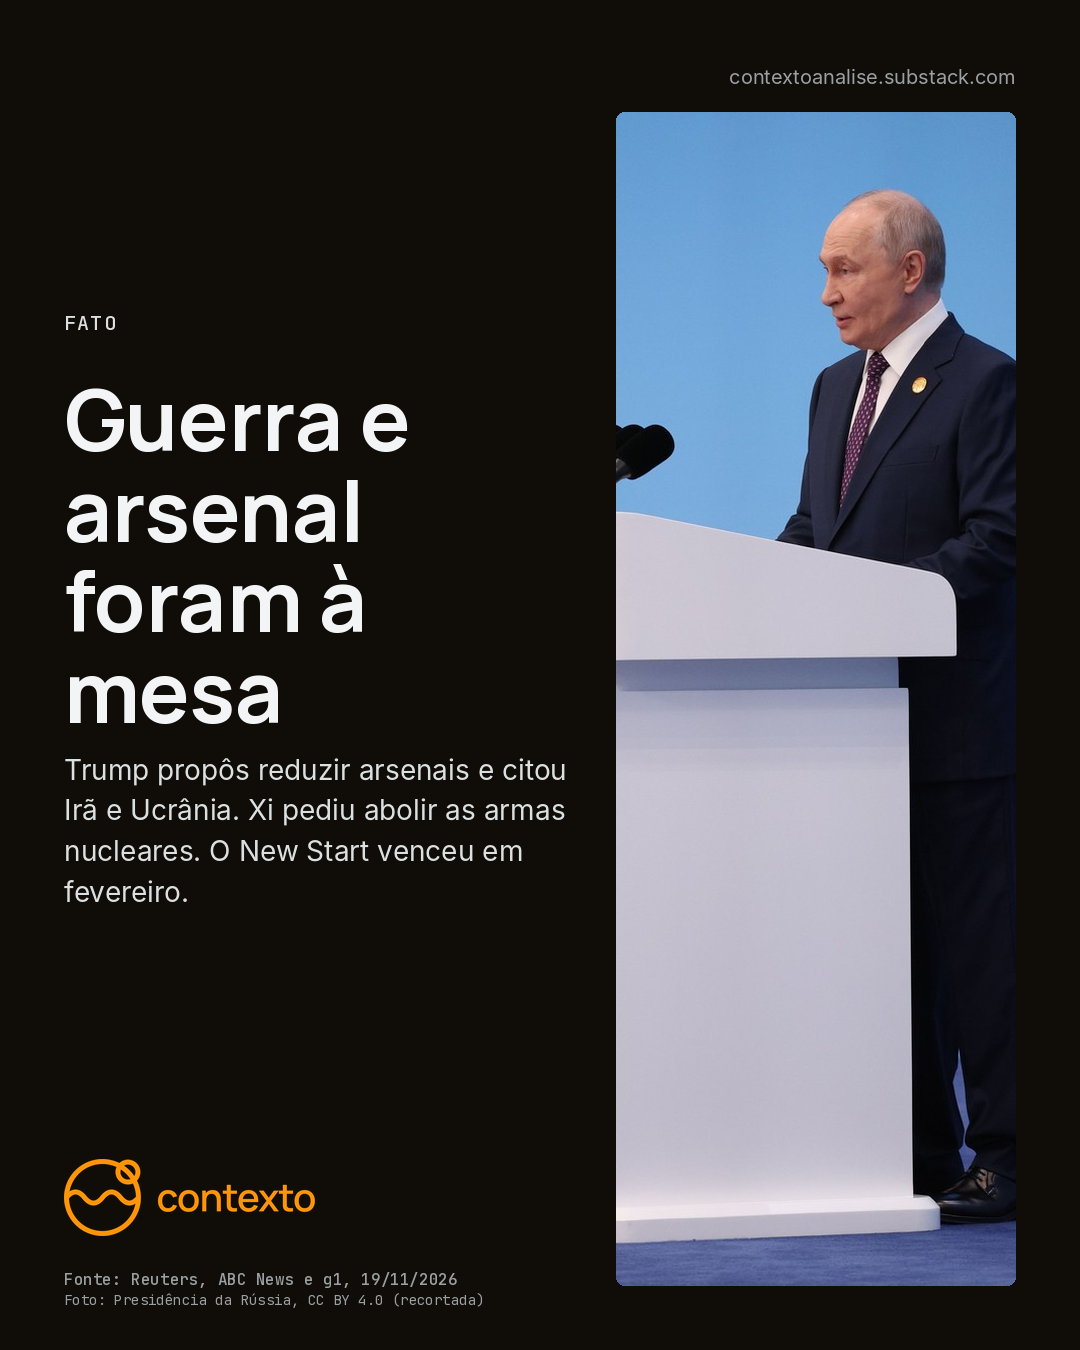 contextoanalise.substack.com
FATO
Guerra e
arsenal
foram à
mesa
Trump propôs reduzir arsenais e citou
Irã e Ucrânia. Xi pediu abolir as armas
nucleares. O New Start venceu em
fevereiro.
contexto
Fonte: Reuters, ABC News e g1, 19/11/2026
Foto: Presidência da Rússia, CC BY 4.0 (recortada)